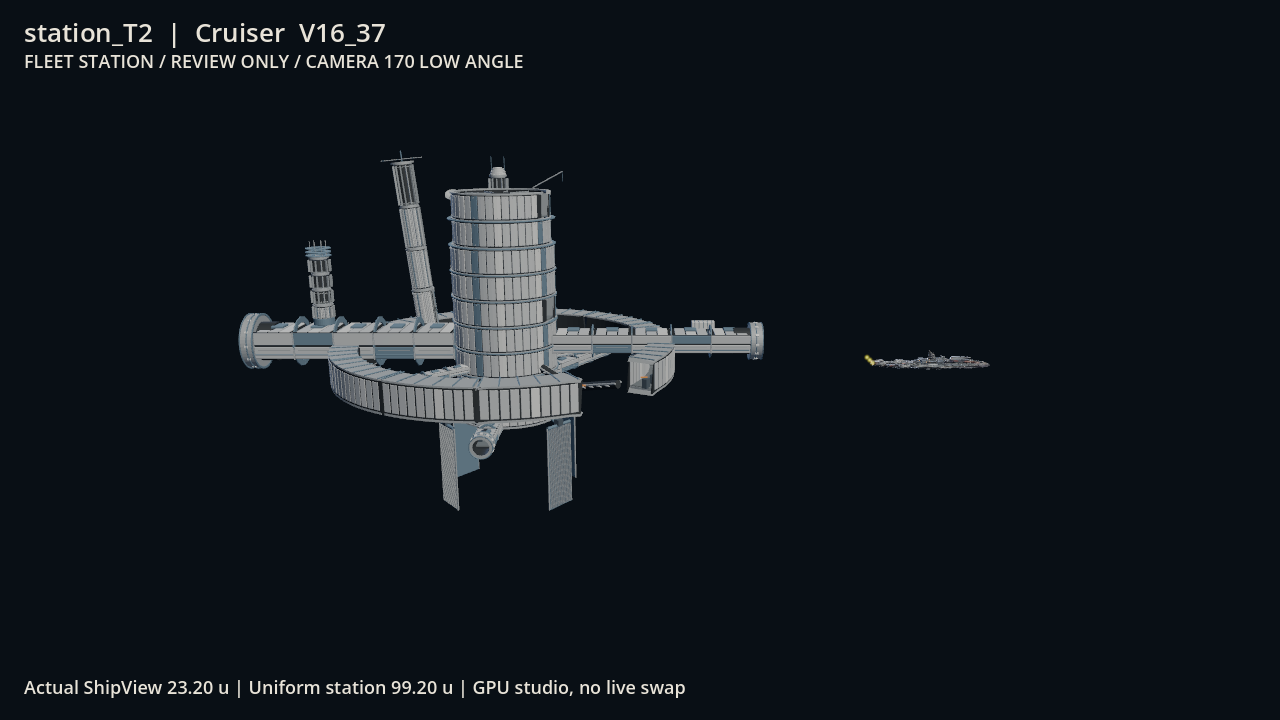 station_T2 | Cruiser V16_37
FLEET STATION / REVIEW ONLY / CAMERA 170 LOW ANGLE
Actual ShipView 23.20 u | Uniform station 99.20 u | GPU studio, no live swap